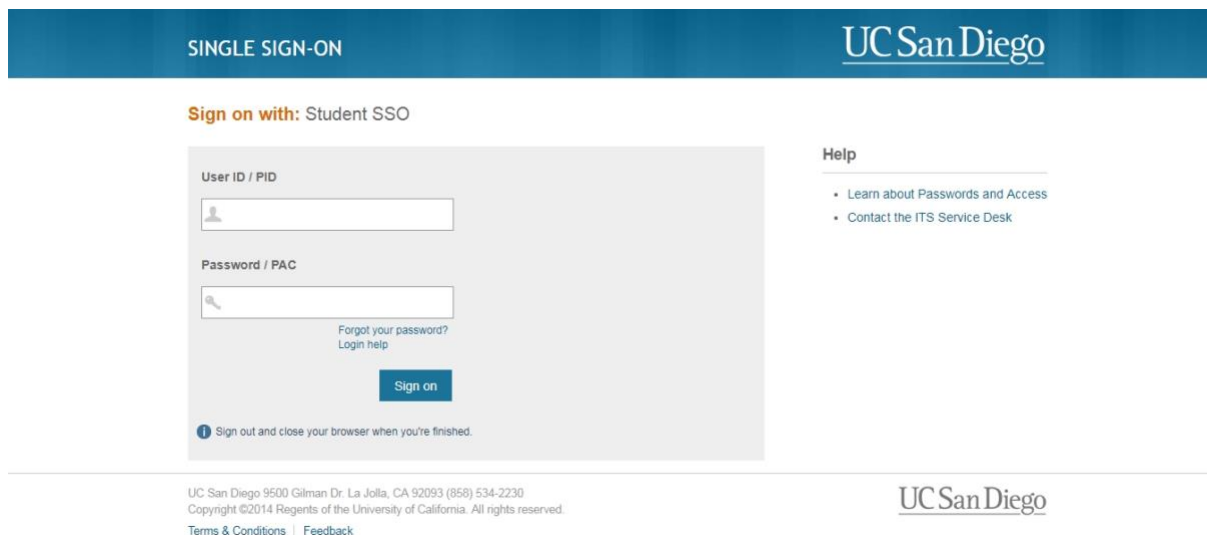 SINGLE SIGN-ON
UC San Diego
Sign on with: Student SSO
User ID / PID
Password / PAC
Forgot your password?
Login help
Sign on
Sign out and close your browser when you're finished.
Help
Learn about Passwords and Access
Contact the ITS Service Desk
UC San Diego 9500 Gilman Dr. La Jolla, CA 92093 (858) 534-2230
Copyright ©2014 Regents of the University of California. All rights reserved.
Terms & Conditions | Feedback
UC San Diego